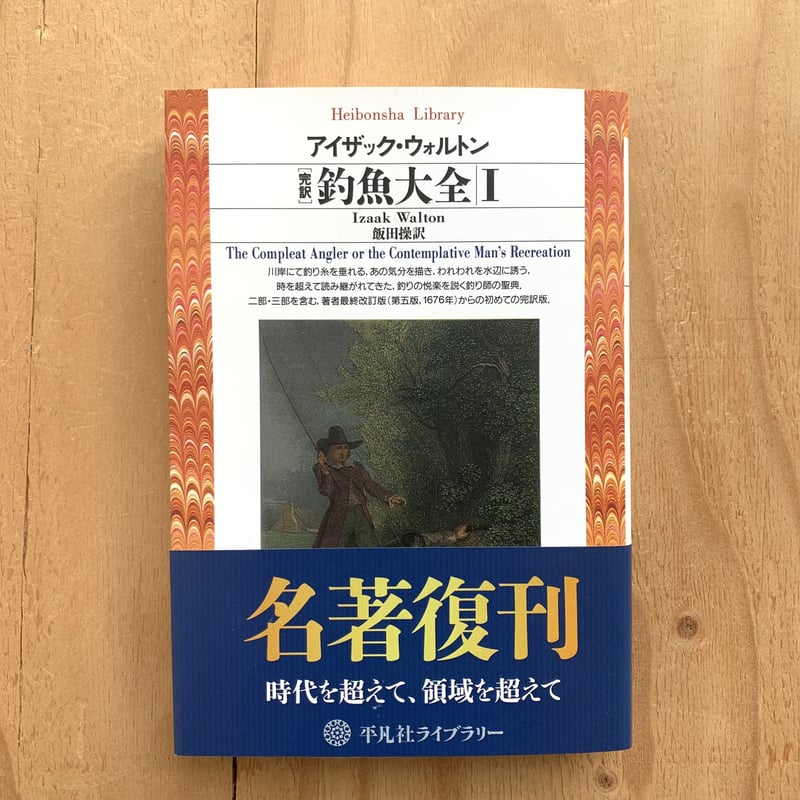 Heibonsha Library
アイザック・ウォルトン
[完訳]釣魚大全|I
Izaak Walton
飯田操訳
The Compleat Angler or the Contemplative Man's Recreation
川岸にて釣り糸を垂れる、あの気分を描き、われわれを水辺に誘う、
時を超えて読み継がれてきた、釣りの悦楽を説く釣り師の聖典。
二部・三部を含む、著者最終改訂版(第五版、1676年)からの初めての完訳版。
名著復刊
時代を超えて、領域を超えて
平凡社ライブラリー